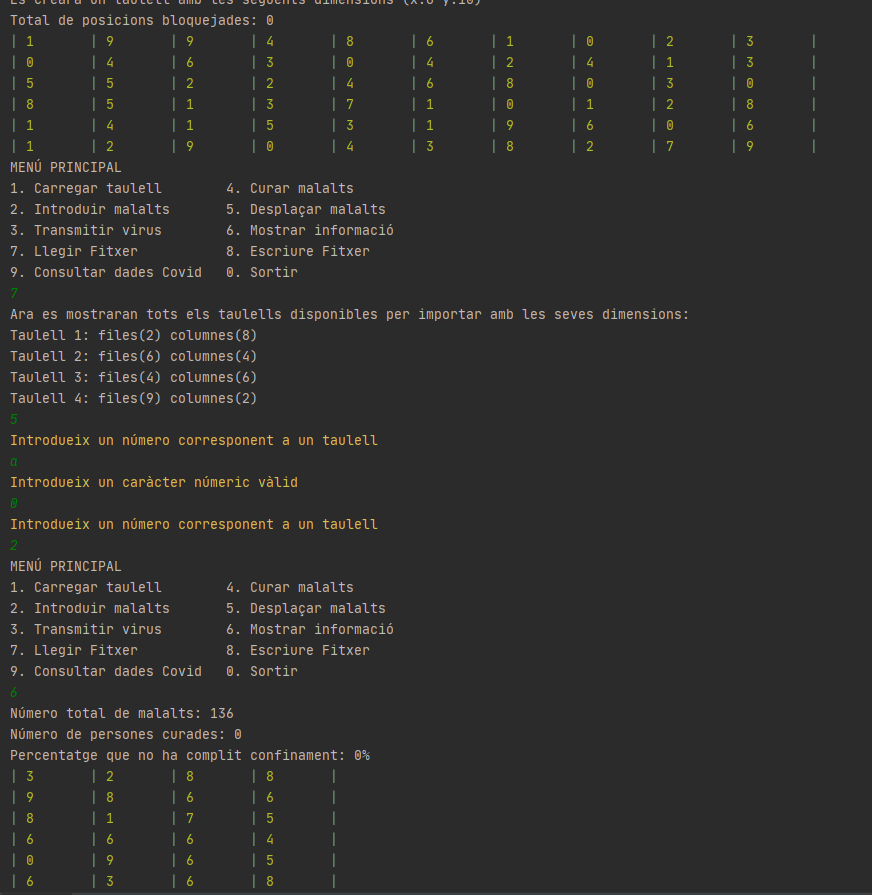 Es crearà un taulell amb les següents dimensions (x:6 y:10)
Total de posicions bloquejades: 0
| 1 | 9 | 9 | 4 | 8 | 6 | 1 | 0 | 2 | 3 |
| 0 | 4 | 6 | 3 | 0 | 4 | 2 | 4 | 1 | 3 |
| 5 | 5 | 2 | 2 | 4 | 6 | 8 | 0 | 3 | 0 |
| 8 | 5 | 1 | 3 | 7 | 1 | 0 | 1 | 2 | 8 |
| 1 | 4 | 1 | 5 | 3 | 1 | 9 | 6 | 0 | 6 |
| 1 | 2 | 9 | 0 | 4 | 3 | 8 | 2 | 7 | 9 |
MENÚ PRINCIPAL
1. Carregar taulell 4. Curar malalts
2. Introduir malalts 5. Desplaçar malalts
3. Transmitir virus 6. Mostrar informació
7. Llegir Fitxer 8. Escriure Fitxer
9. Consultar dades Covid 0. Sortir
7
Ara es mostraran tots els taulells disponibles per importar amb les seves dimensions:
Taulell 1: files(2) columnes(8)
Taulell 2: files(6) columnes(4)
Taulell 3: files(4) columnes(6)
Taulell 4: files(9) columnes(2)
5
Introdueix un número corresponent a un taulell
a
Introdueix un caràcter númeric vàlid
0
Introdueix un número corresponent a un taulell
2
MENÚ PRINCIPAL
1. Carregar taulell 4. Curar malalts
2. Introduir malalts 5. Desplaçar malalts
3. Transmitir virus 6. Mostrar informació
7. Llegir Fitxer 8. Escriure Fitxer
9. Consultar dades Covid 0. Sortir
6
Número total de malalts: 136
Número de persones curades: 0
Percentatge que no ha complit confinament: 0%
| 3 | 2 | 8 | 8 |
| 9 | 8 | 6 | 6 |
| 8 | 1 | 7 | 5 |
| 6 | 6 | 6 | 4 |
| 0 | 9 | 6 | 5 |
| 6 | 3 | 6 | 8 |